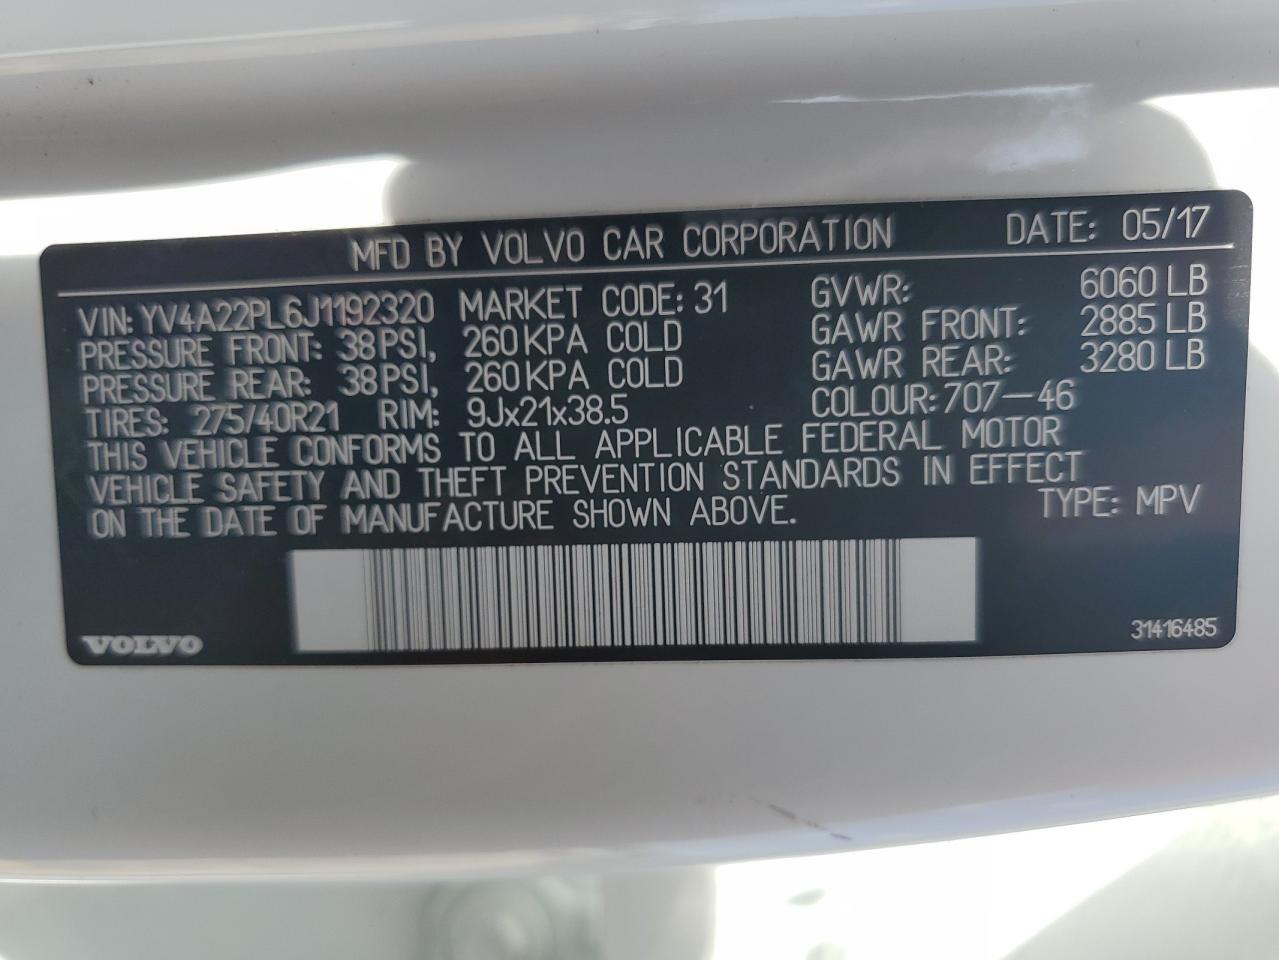 MFD BY VOLVO CAR CORPORATION DATE: 05/17
VIN: YV4A22PL6J1192320 MARKET CODE: 31 GVWR: 6060 LB
PRESSURE FRONT: 38 PSI, 260 KPA COLD GAWR FRONT: 2885 LB
PRESSURE REAR: 38 PSI, 260 KPA COLD GAWR REAR: 3280 LB
TIRES: 275/40R21 RIM: 9Jx21x38.5 COLOUR: 707-46
THIS VEHICLE CONFORMS TO ALL APPLICABLE FEDERAL MOTOR
VEHICLE SAFETY AND THEFT PREVENTION STANDARDS IN EFFECT
ON THE DATE OF MANUFACTURE SHOWN ABOVE. TYPE: MPV
VOLVO 31416485